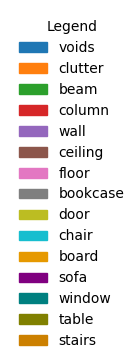 Legend
voids
clutter
beam
column
wall
ceiling
floor
bookcase
door
chair
board
sofa
window
table
stairs